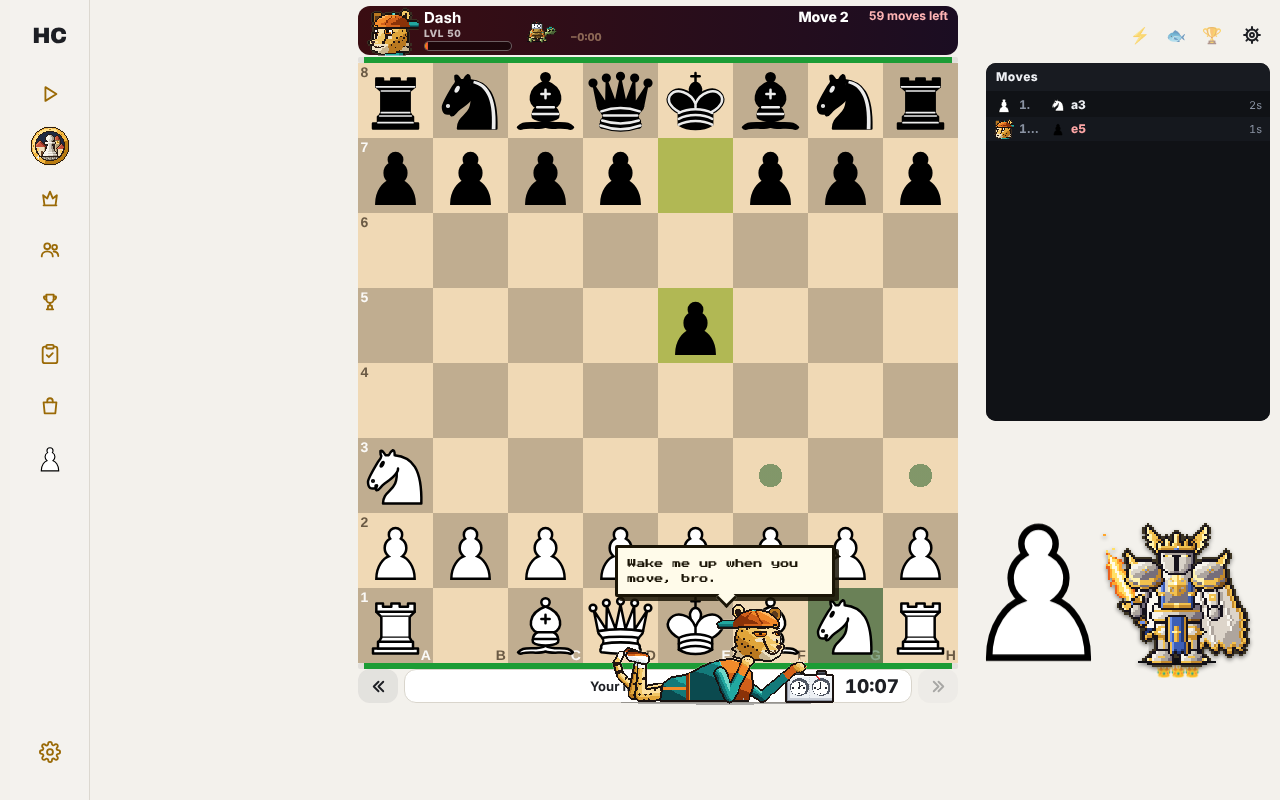 HC
Dash
LVL 50
−0:00
Move 2
59 moves left
Moves
1. a3 2s
1... e5 1s
8
7
6
5
4
3
2
1
Wake me up when you
move, bro.
A B C D E F G H
Your
10:07